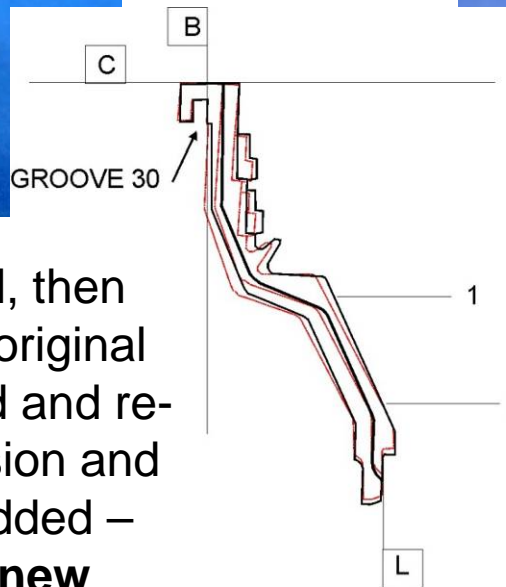 B
C
GROOVE 30
1
L
l, then
original
d and re-
sion and
dded –
new